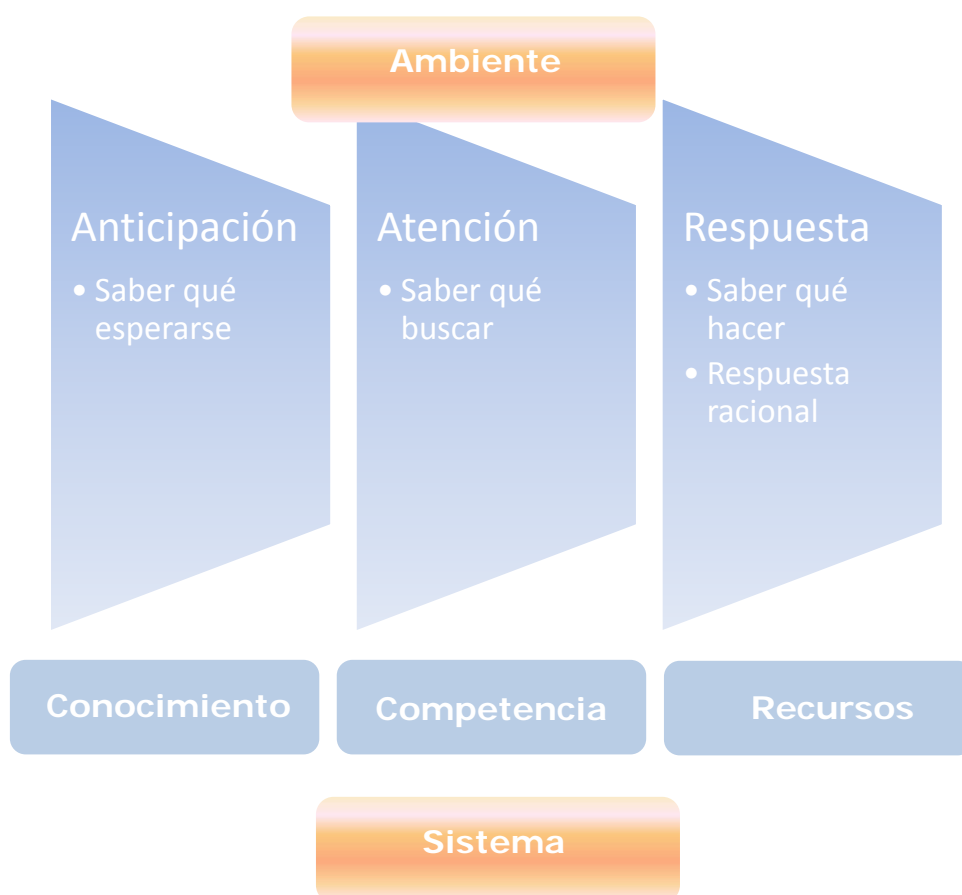 Ambiente
Anticipación
• Saber qué
esperarse
Atención
• Saber qué
buscar
Respuesta
• Saber qué
hacer
• Respuesta
racional
Conocimiento
Competencia
Recursos
Sistema